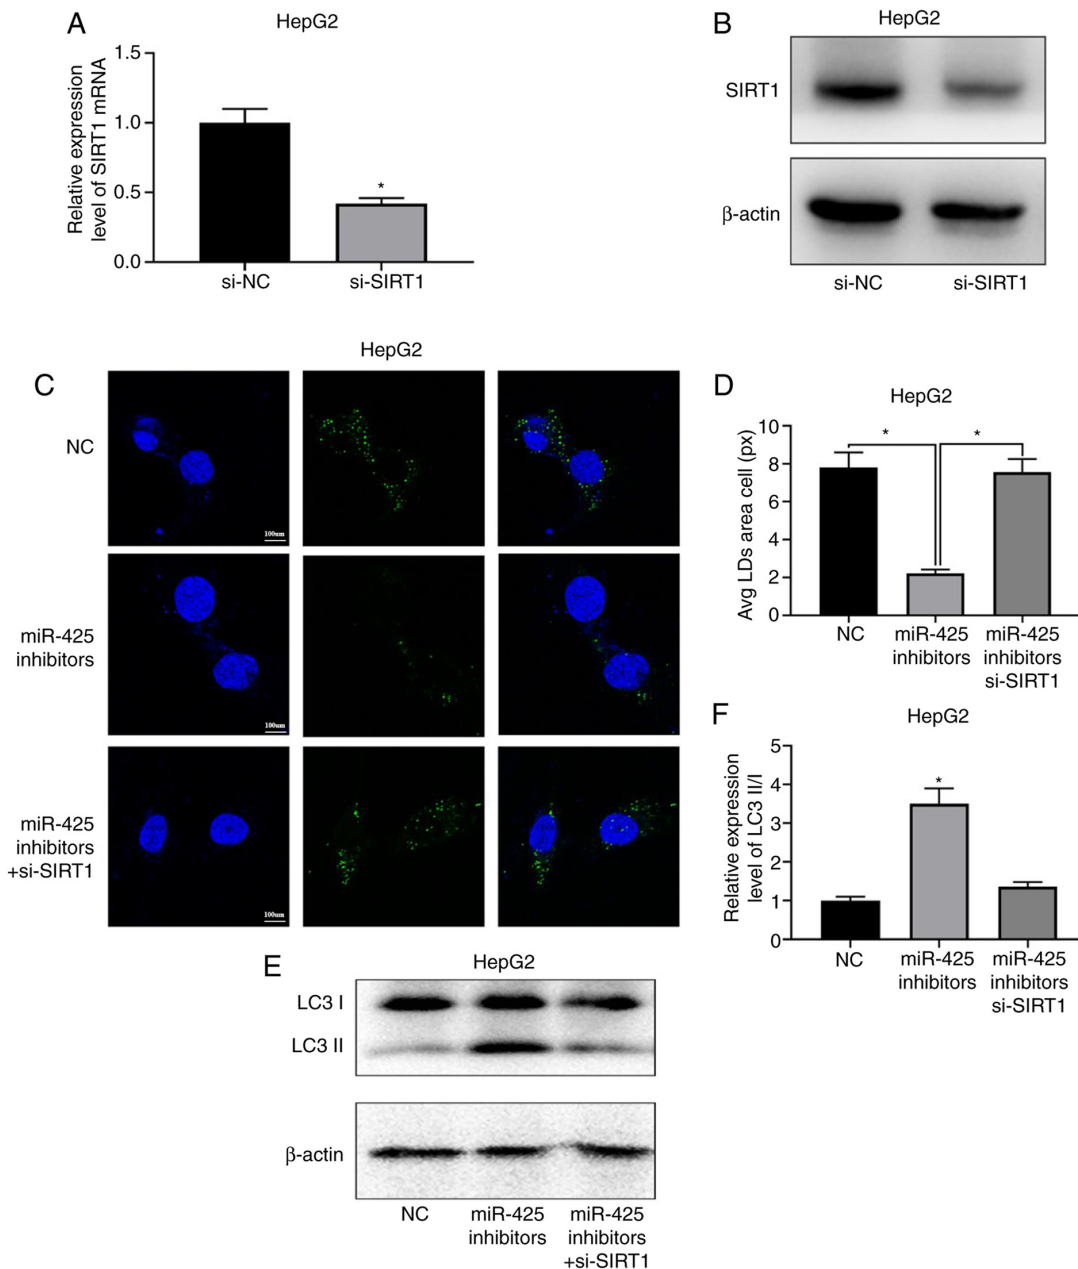 A
HepG2
Relative expression
level of SIRT1 mRNA
1.5
1.0
0.5
0.0
*
si-NC
si-SIRT1
B
HepG2
SIRT1
β-actin
si-NC
si-SIRT1
C
HepG2
NC
100um
miR-425
inhibitors
100um
miR-425
inhibitors
+si-SIRT1
100um
D
HepG2
Avg LDs area cell (px)
10
8
6
4
2
0
*
*
NC
miR-425
inhibitors
miR-425
inhibitors
si-SIRT1
F
HepG2
Relative expression
level of LC3 II/I
5
4
3
2
1
0
*
NC
miR-425
inhibitors
miR-425
inhibitors
si-SIRT1
E
HepG2
LC3 I
LC3 II
β-actin
NC
miR-425
inhibitors
miR-425
inhibitors
+si-SIRT1